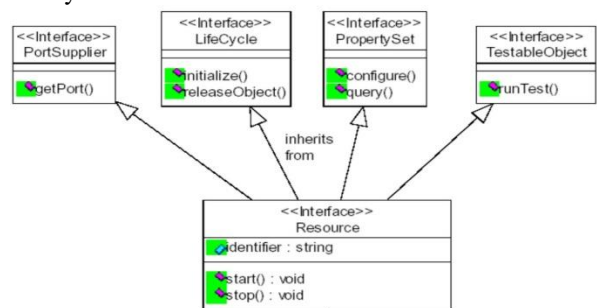 <<Interface>>
PortSupplier
getPort()
<<Interface>>
LifeCycle
initialize()
releaseObject()
<<Interface>>
PropertySet
configure()
query()
<<Interface>>
TestableObject
runTest()
inherits
from
<<Interface>>
Resource
identifier : string
start() : void
stop() : void